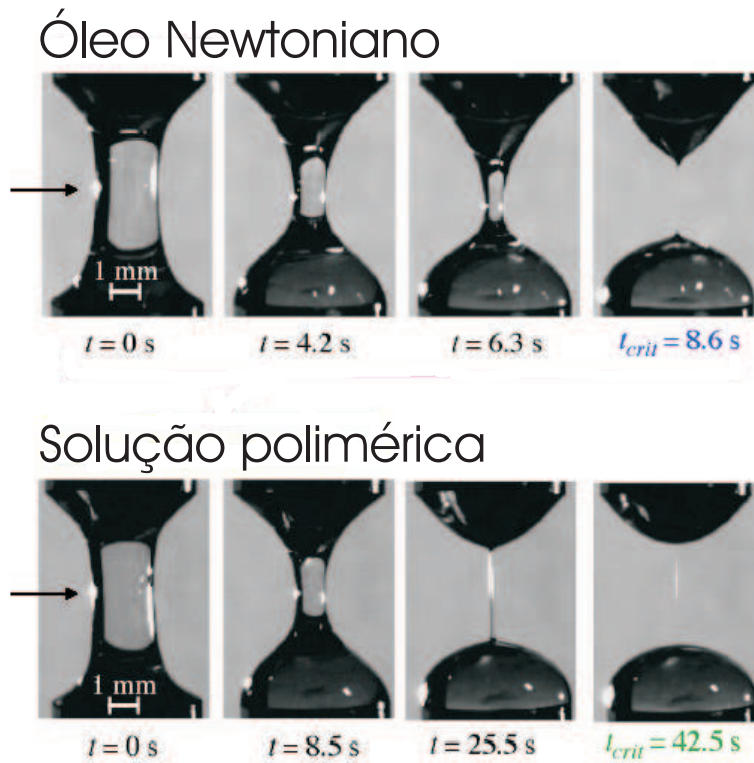 Óleo Newtoniano
1 mm
t = 0 s
t = 4.2 s
t = 6.3 s
t_crit = 8.6 s
Solução polimérica
1 mm
t = 0 s
t = 8.5 s
t = 25.5 s
t_crit = 42.5 s